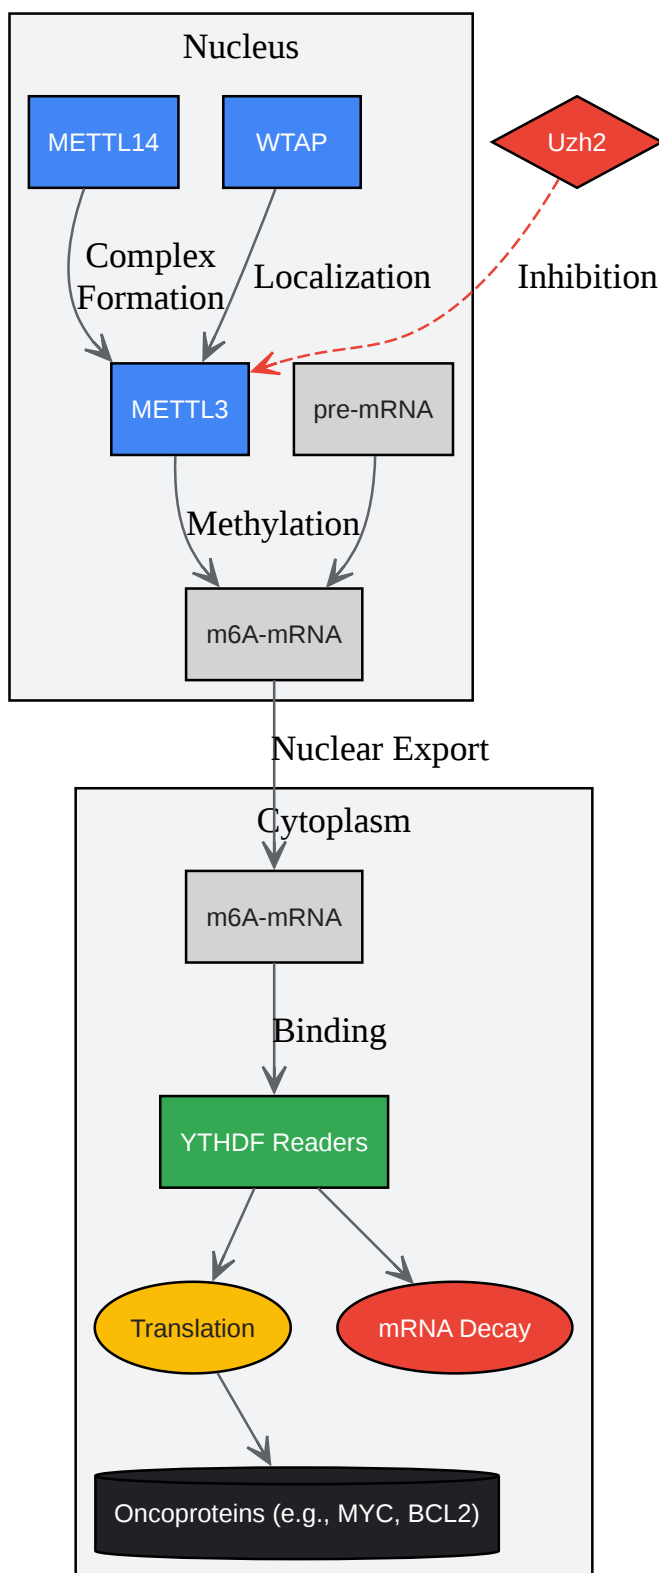 Nucleus
METTL14
WTAP
Uzh2
Complex
Formation
Localization
Inhibition
METTL3
pre-mRNA
Methylation
m6A-mRNA
Nuclear Export
Cytoplasm
m6A-mRNA
Binding
YTHDF Readers
Translation
mRNA Decay
Oncoproteins (e.g., MYC, BCL2)